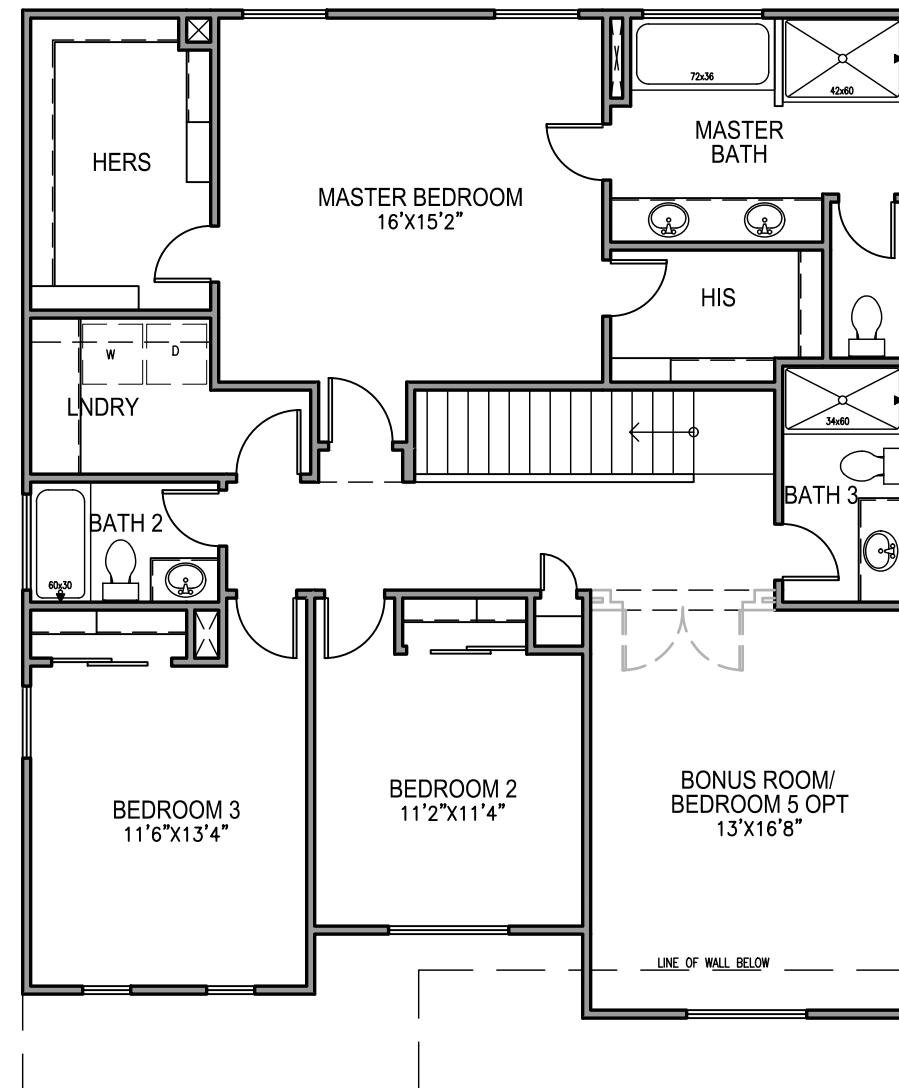 72x36
42x60
MASTER
BATH
HERS
MASTER BEDROOM
16'X15'2"
HIS
W
D
LNDRY
34x60
BATH 3
BATH 2
60x30
BEDROOM 3
11'6"X13'4"
BEDROOM 2
11'2"X11'4"
BONUS ROOM/
BEDROOM 5 OPT
13'X16'8"
LINE OF WALL BELOW